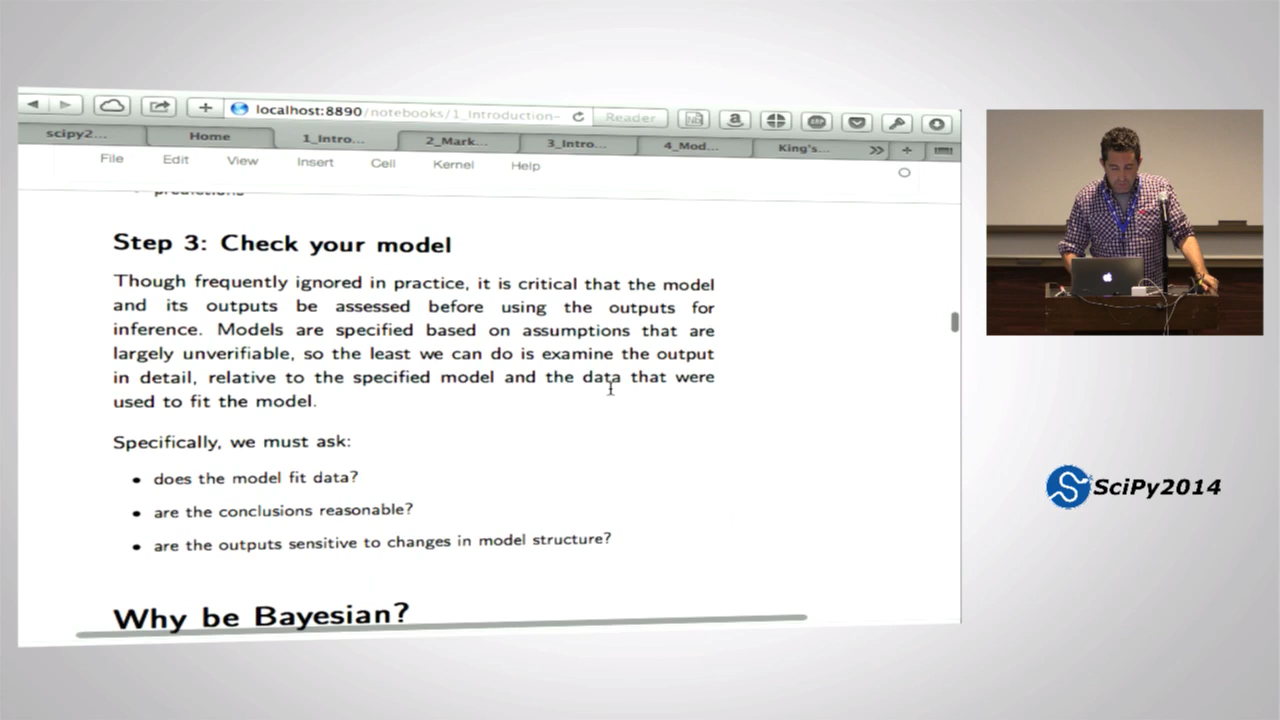 localhost:8890/notebooks/1_Introduction-
Reader
scipy2...
Home
1_Intro...
2_Mark...
3_Intro...
4_Mod...
King's...
File Edit View Insert Cell Kernel Help
predictions
Step 3: Check your model
Though frequently ignored in practice, it is critical that the model
and its outputs be assessed before using the outputs for
inference. Models are specified based on assumptions that are
largely unverifiable, so the least we can do is examine the output
in detail, relative to the specified model and the data that were
used to fit the model.
Specifically, we must ask:
• does the model fit data?
• are the conclusions reasonable?
• are the outputs sensitive to changes in model structure?
Why be Bayesian?
SciPy2014